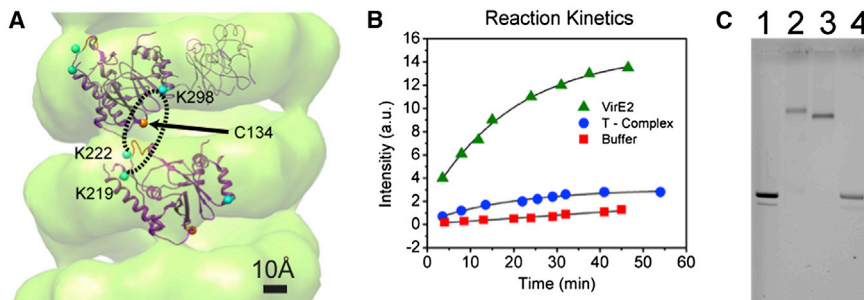 A
K298
C134
K222
K219
10Å
B
Reaction Kinetics
Intensitiy (a.u.)
16
14
12
10
8
6
4
2
0
-2
VirE2
T - Complex
Buffer
0 10 20 30 40 50 60
Time (min)
C
1 2 3 4